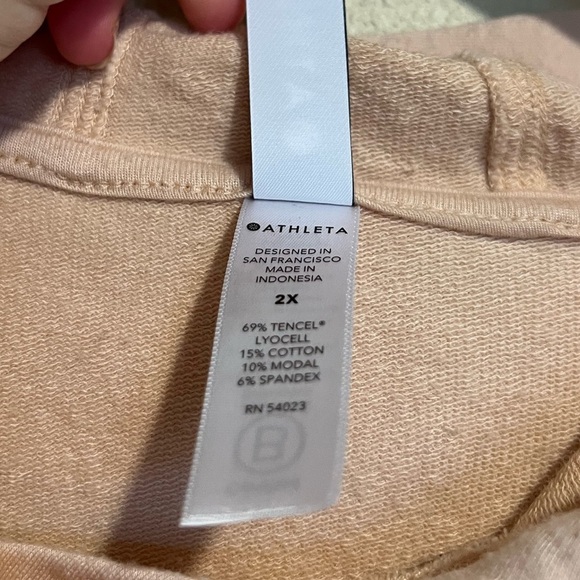 ATHLETA
DESIGNED IN
SAN FRANCISCO
MADE IN
INDONESIA
2X
69% TENCEL®
LYOCELL
15% COTTON
10% MODAL
6% SPANDEX
RN 54023
B